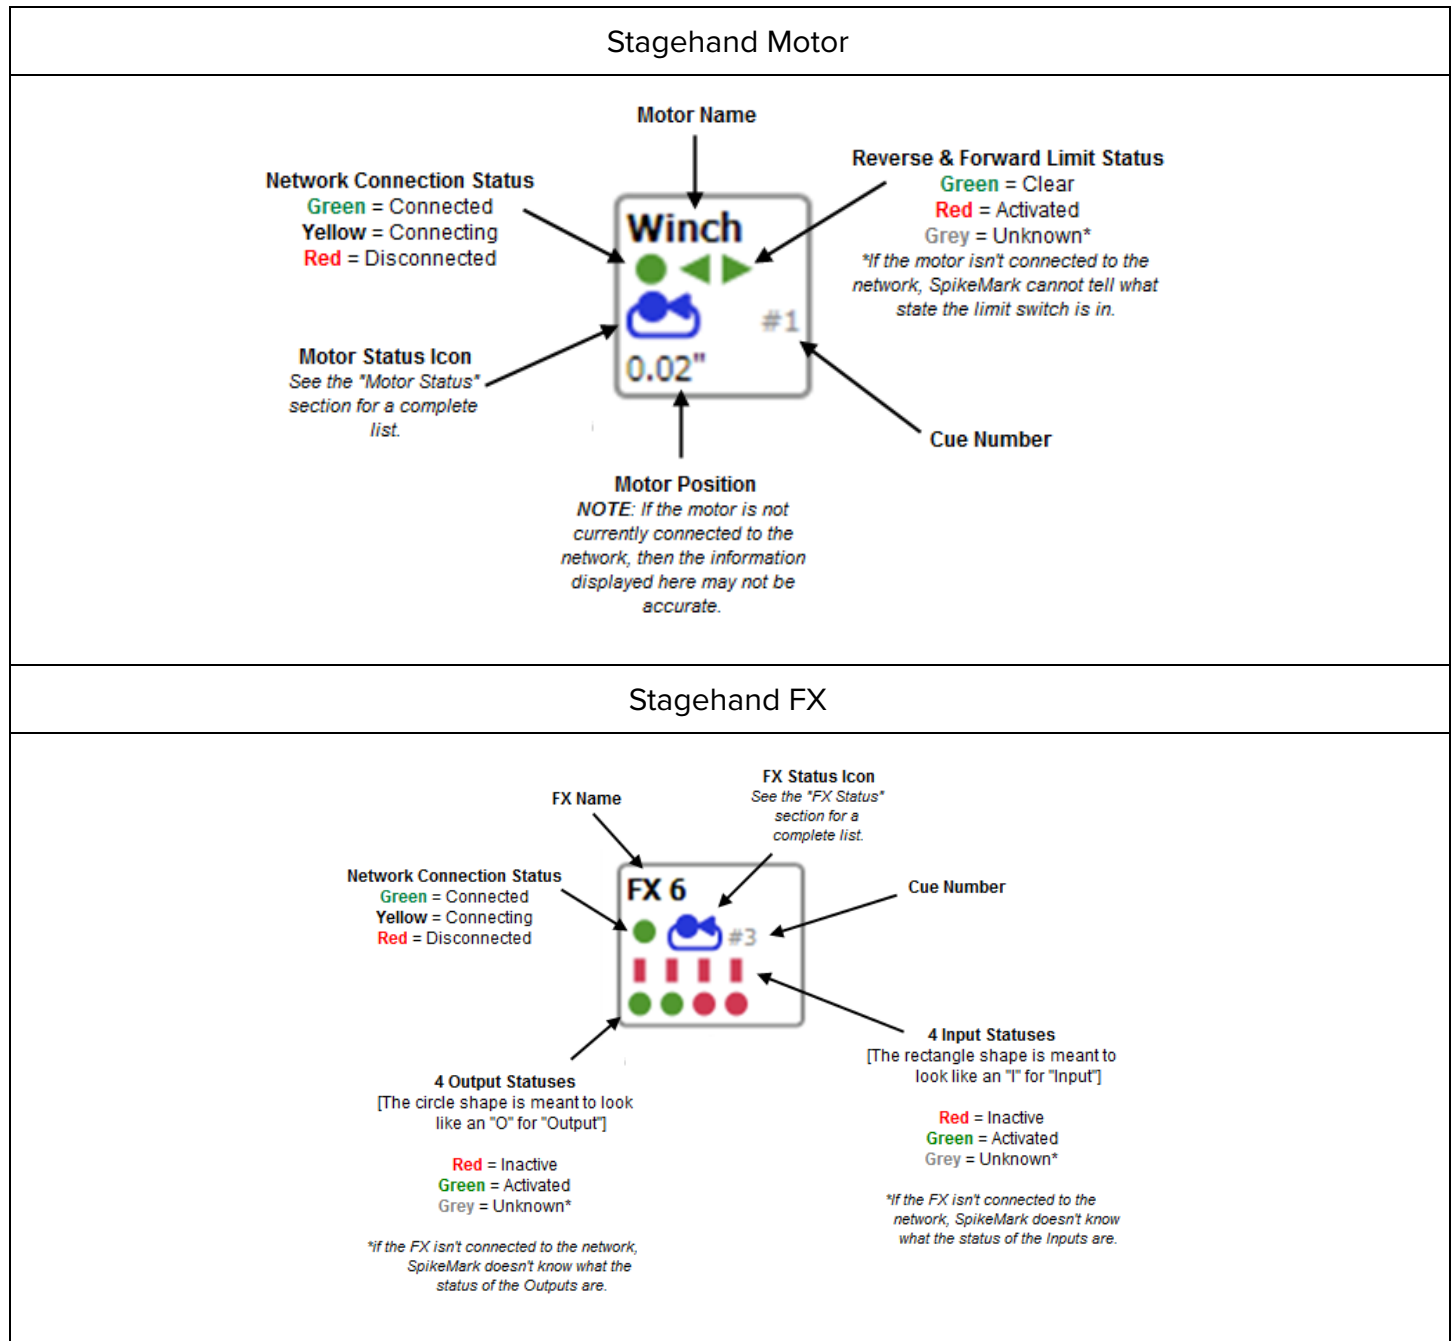 Stagehand Motor
Motor Name
Network Connection Status
Green = Connected
Yellow = Connecting
Red = Disconnected
Reverse & Forward Limit Status
Green = Clear
Red = Activated
Grey = Unknown*
*If the motor isn't connected to the
network, SpikeMark cannot tell what
state the limit switch is in.
Winch
#1
0.02"
Motor Status Icon
See the "Motor Status"
section for a complete
list.
Cue Number
Motor Position
NOTE: If the motor is not
currently connected to the
network, then the information
displayed here may not be
accurate.
Stagehand FX
FX Name
FX Status Icon
See the "FX Status"
section for a
complete list.
Network Connection Status
Green = Connected
Yellow = Connecting
Red = Disconnected
FX 6
#3
Cue Number
4 Output Statuses
[The circle shape is meant to look
like an "O" for "Output"]
Red = Inactive
Green = Activated
Grey = Unknown*
*if the FX isn't connected to the network,
SpikeMark doesn't know what the
status of the Outputs are.
4 Input Statuses
[The rectangle shape is meant to
look like an "I" for "Input"]
Red = Inactive
Green = Activated
Grey = Unknown*
*If the FX isn't connected to the
network, SpikeMark doesn't know
what the status of the Inputs are.